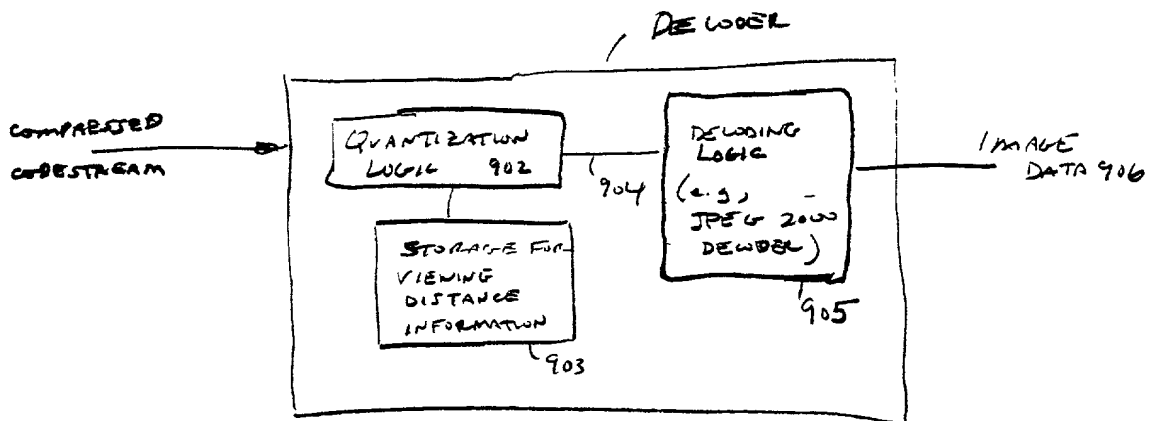 DECODER
COMPRESSED
CODESTREAM
QUANTIZATION
LOGIC 902
904
STORAGE FOR
VIEWING
DISTANCE
INFORMATION
903
DECODING
LOGIC
(e.g.,
JPEG 2000
DECODER)
905
IMAGE
DATA 906